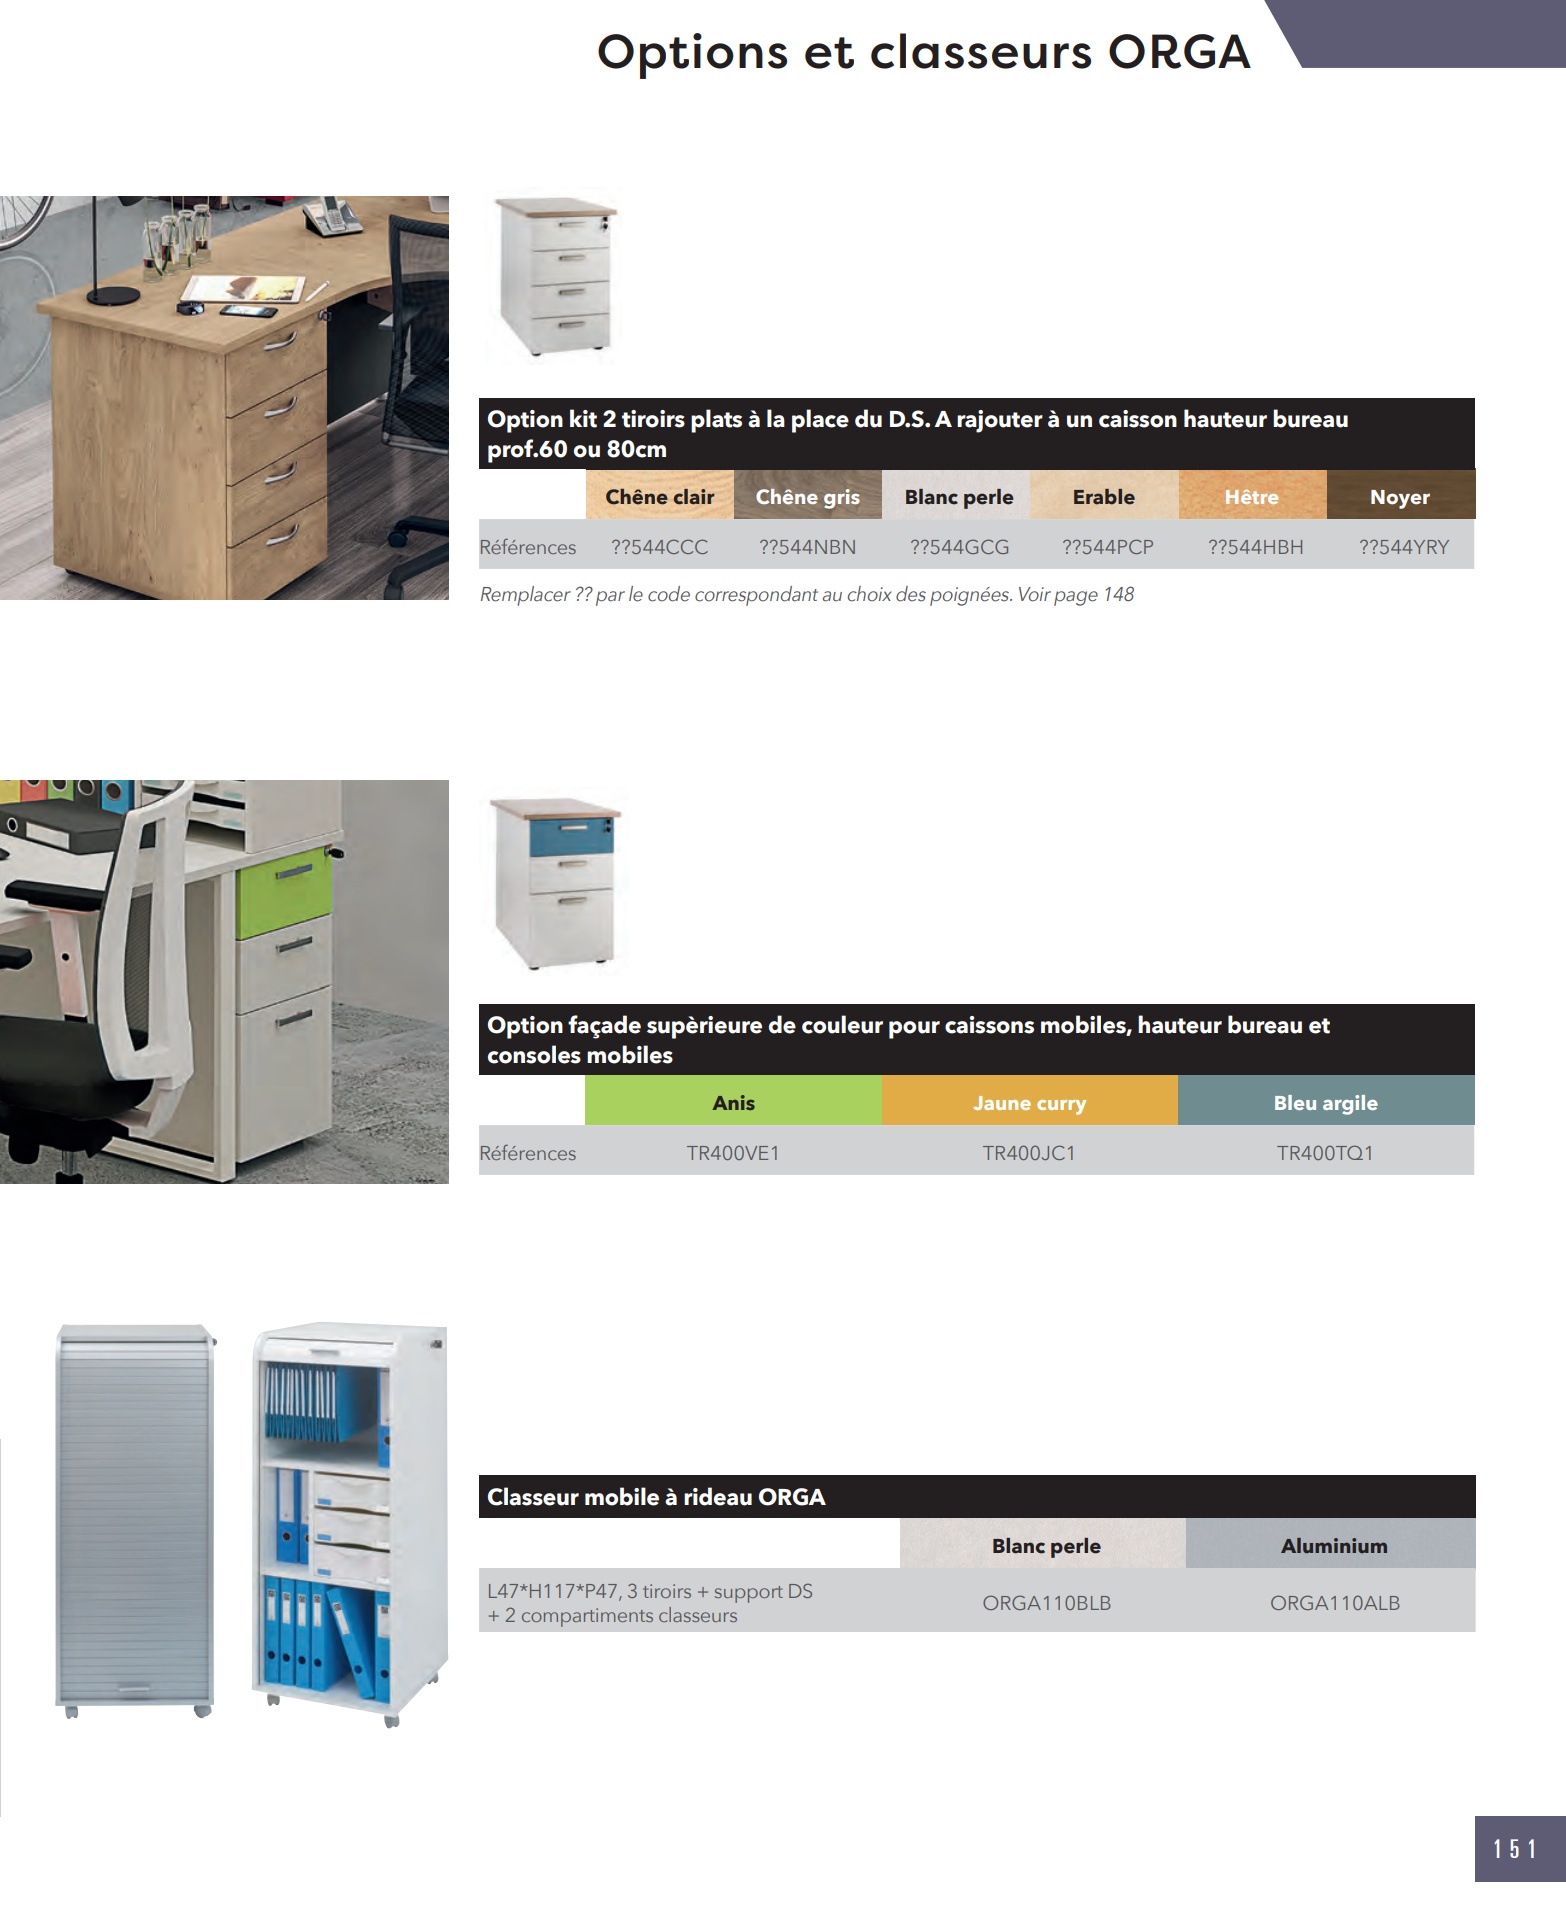 Options et classeurs ORGA
Option kit 2 tiroirs plats à la place du D.S. A rajouter à un caisson hauteur bureau
prof.60 ou 80cm
Chêne clair Chêne gris Blanc perle Erable Hêtre Noyer
Références ??544CCC ??544NBN ??544GCG ??544PCP ??544HBH ??544YRY
Remplacer ?? par le code correspondant au choix des poignées. Voir page 148
Option façade supèrieure de couleur pour caissons mobiles, hauteur bureau et
consoles mobiles
Anis Jaune curry Bleu argile
Références TR400VE1 TR400JC1 TR400TQ1
Classeur mobile à rideau ORGA
Blanc perle Aluminium
L47*H117*P47, 3 tiroirs + support DS
+ 2 compartiments classeurs
ORGA110BLB ORGA110ALB
151